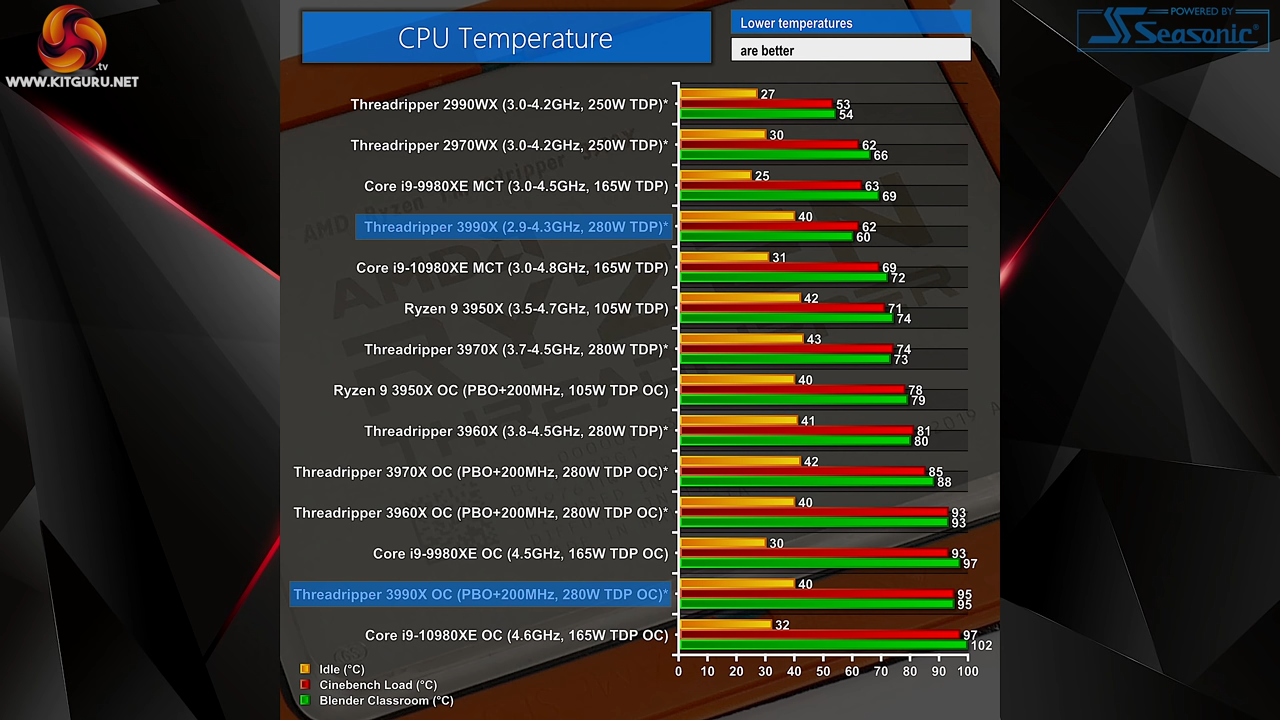 .tv
WWW.KITGURU.NET
CPU Temperature
Lower temperatures
are better
POWERED BY
Seasonic®
Threadripper 2990WX (3.0-4.2GHz, 250W TDP)*
27
53
54
Threadripper 2970WX (3.0-4.2GHz, 250W TDP)*
30
62
66
Core i9-9980XE MCT (3.0-4.5GHz, 165W TDP)
25
63
69
Threadripper 3990X (2.9-4.3GHz, 280W TDP)*
40
62
60
Core i9-10980XE MCT (3.0-4.8GHz, 165W TDP)
31
69
72
Ryzen 9 3950X (3.5-4.7GHz, 105W TDP)
42
71
74
Threadripper 3970X (3.7-4.5GHz, 280W TDP)*
43
74
73
Ryzen 9 3950X OC (PBO+200MHz, 105W TDP OC)
40
78
79
Threadripper 3960X (3.8-4.5GHz, 280W TDP)*
41
81
80
Threadripper 3970X OC (PBO+200MHz, 280W TDP OC)*
42
85
88
Threadripper 3960X OC (PBO+200MHz, 280W TDP OC)*
40
93
93
Core i9-9980XE OC (4.5GHz, 165W TDP OC)
30
93
97
Threadripper 3990X OC (PBO+200MHz, 280W TDP OC)*
40
95
95
Core i9-10980XE OC (4.6GHz, 165W TDP OC)
32
97
102
0 10 20 30 40 50 60 70 80 90 100
Idle (°C)
Cinebench Load (°C)
Blender Classroom (°C)
AMD Ryzen Threadripper
AMD
RYZEN
THREADRIPPER